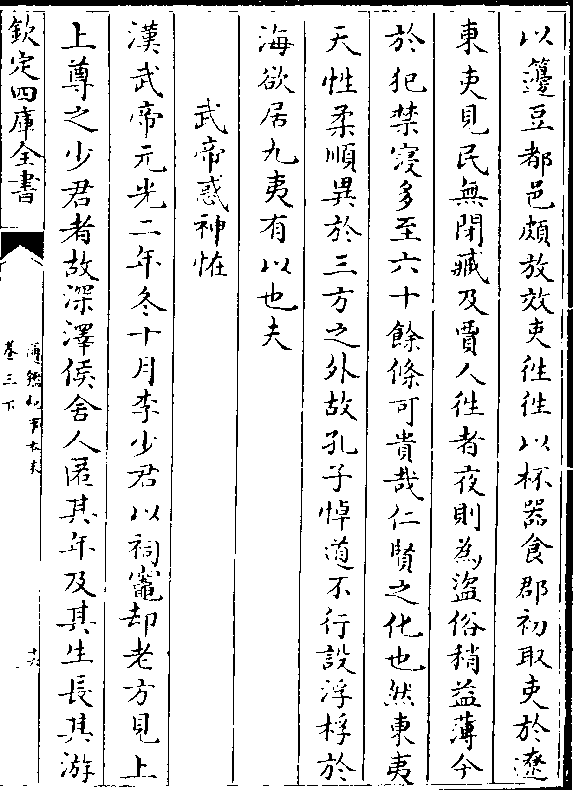 以籩豆都邑頗放效吏徃徃以杯器食郡初取吏於遼
東吏見民無閉藏及賈人徃者夜則為盜俗稍益薄今
於犯禁寖多至六十餘條可貴哉仁賢之化也然東夷
天性柔順異於三方之外故孔子悼道不行設浮桴於
海欲居九夷有以也夫
武帝惑神怪
漢武帝元光二年冬十月李少君以祠竈却老方見上
上尊之少君者故深澤侯舍人匿其年及其生長其游
欽定四庫全書
通鑑紀事本末
卷三下